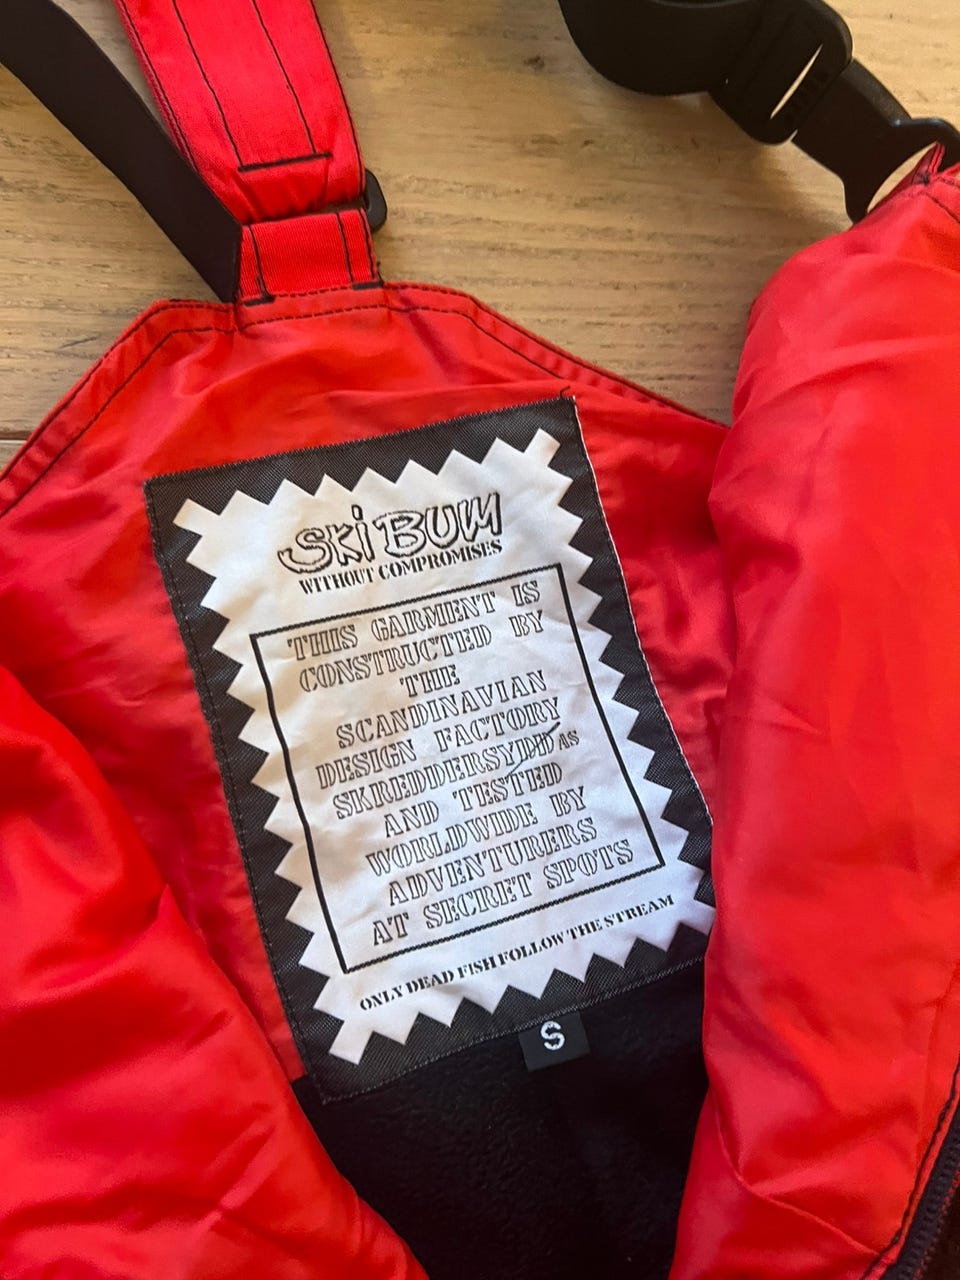 SKi BUM
WITHOUT COMPROMISES
THIS GARMENT IS
CONSTRUCTED BY
THE
SCANDINAVIAN
DESIGN FACTORY
SKREDDERSYDD AS
AND TESTED
WORLDWIDE BY
ADVENTURERS
AT SECRET SPOTS
ONLY DEAD FISH FOLLOW THE STREAM
S